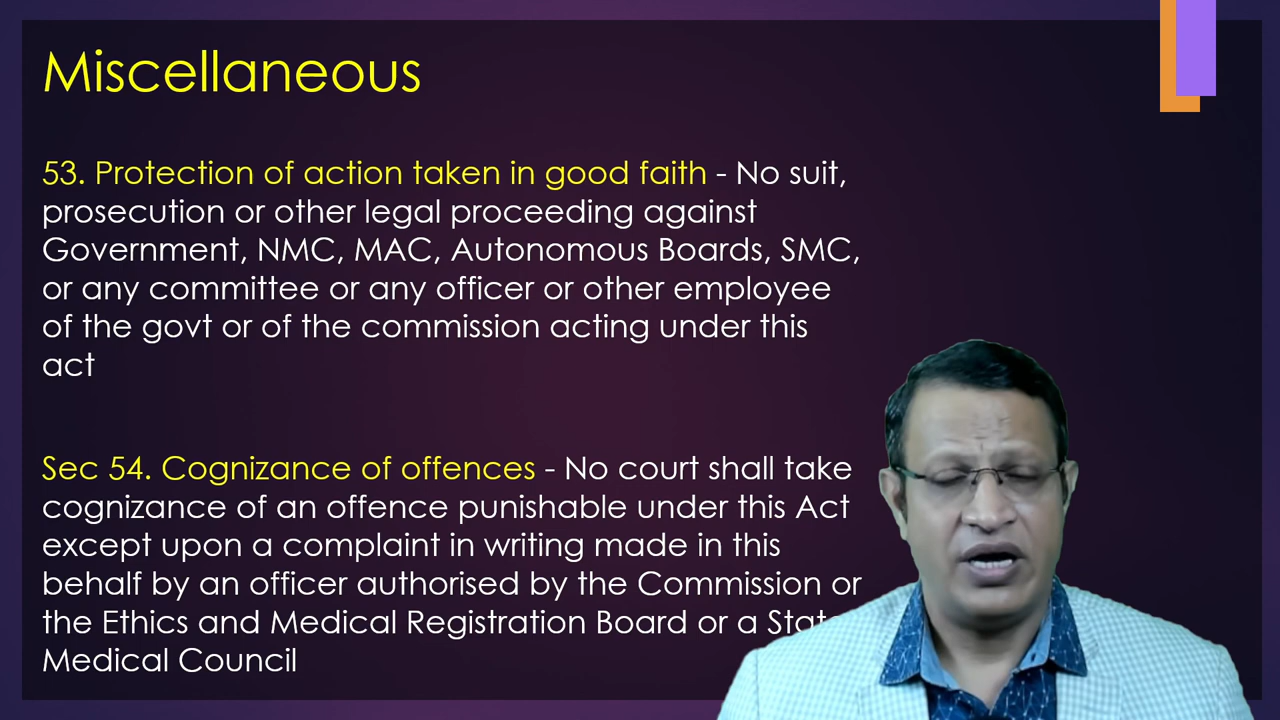 Miscellaneous
53. Protection of action taken in good faith - No suit,
prosecution or other legal proceeding against
Government, NMC, MAC, Autonomous Boards, SMC,
or any committee or any officer or other employee
of the govt or of the commission acting under this
act
Sec 54. Cognizance of offences - No court shall take
cognizance of an offence punishable under this Act
except upon a complaint in writing made in this
behalf by an officer authorised by the Commission or
the Ethics and Medical Registration Board or a State
Medical Council